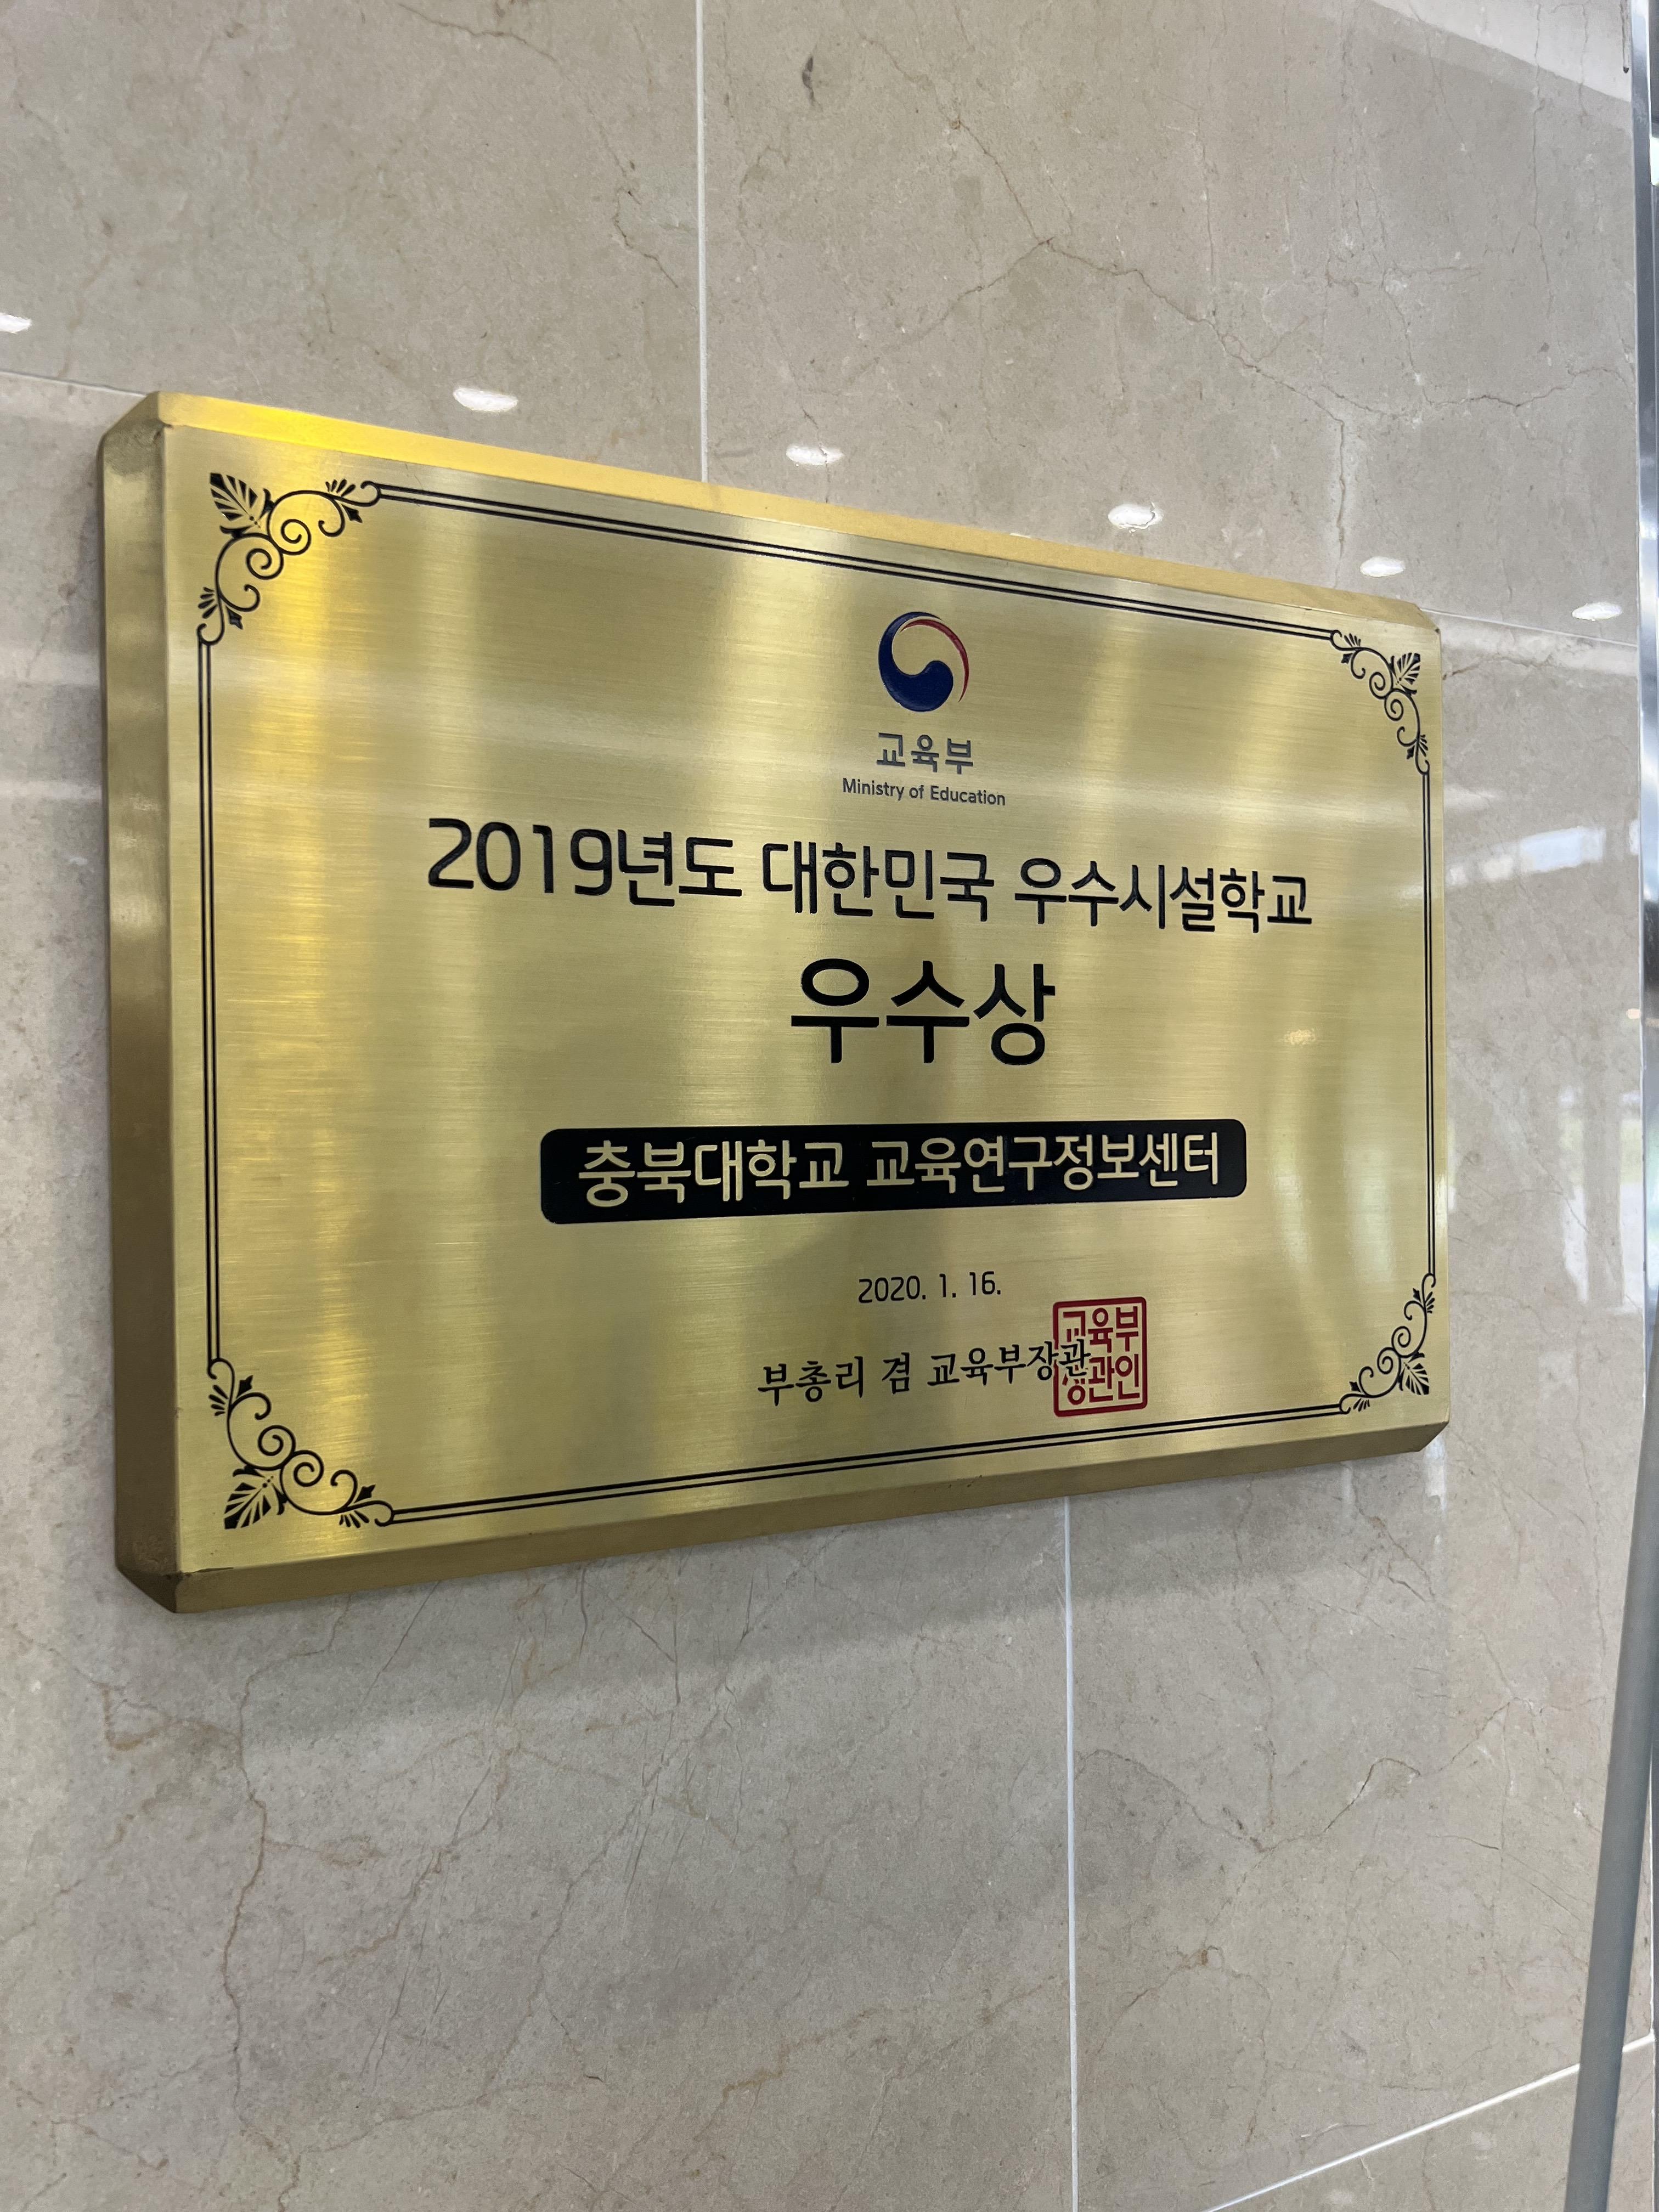 교육부
Ministry of Education
2019년도 대한민국 우수시설학교
우수상
충북대학교 교육연구정보센터
2020. 1. 16.
부총리 겸 교육부장관
교육부
장관인